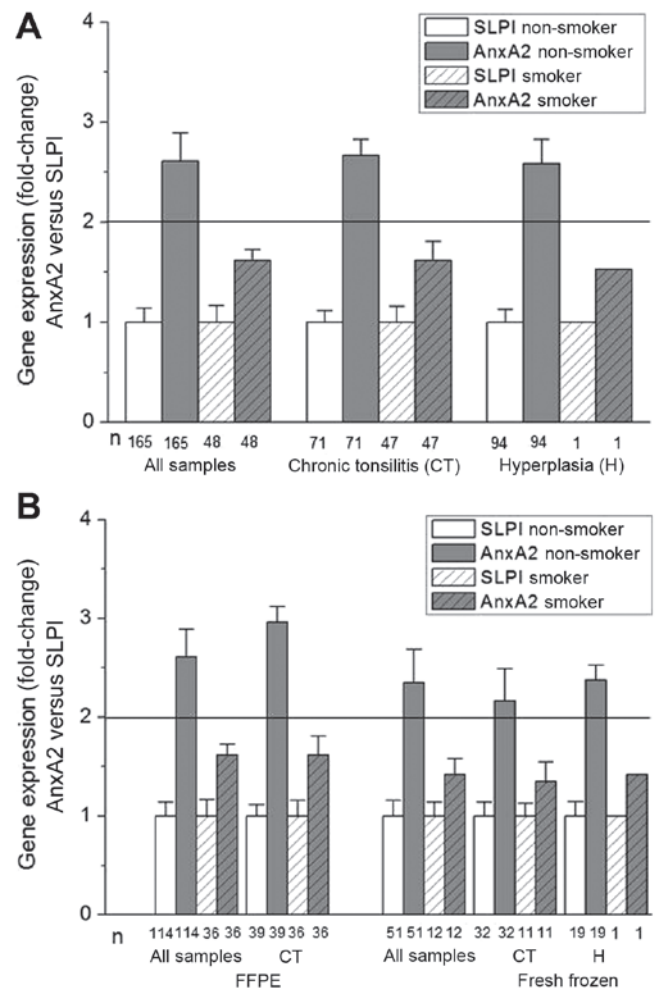 A
Gene expression (fold-change)
AnxA2 versus SLPI
4
3
2
1
0
SLPI non-smoker
AnxA2 non-smoker
SLPI smoker
AnxA2 smoker
n 165 165 48 48 71 71 47 47 94 94 1 1
All samples Chronic tonsilitis (CT) Hyperplasia (H)
B
Gene expression (fold-change)
AnxA2 versus SLPI
4
3
2
1
0
SLPI non-smoker
AnxA2 non-smoker
SLPI smoker
AnxA2 smoker
n 114 114 36 36 39 39 36 36 51 51 12 12 32 32 11 11 19 19 1 1
All samples CT All samples CT H
FFPE Fresh frozen